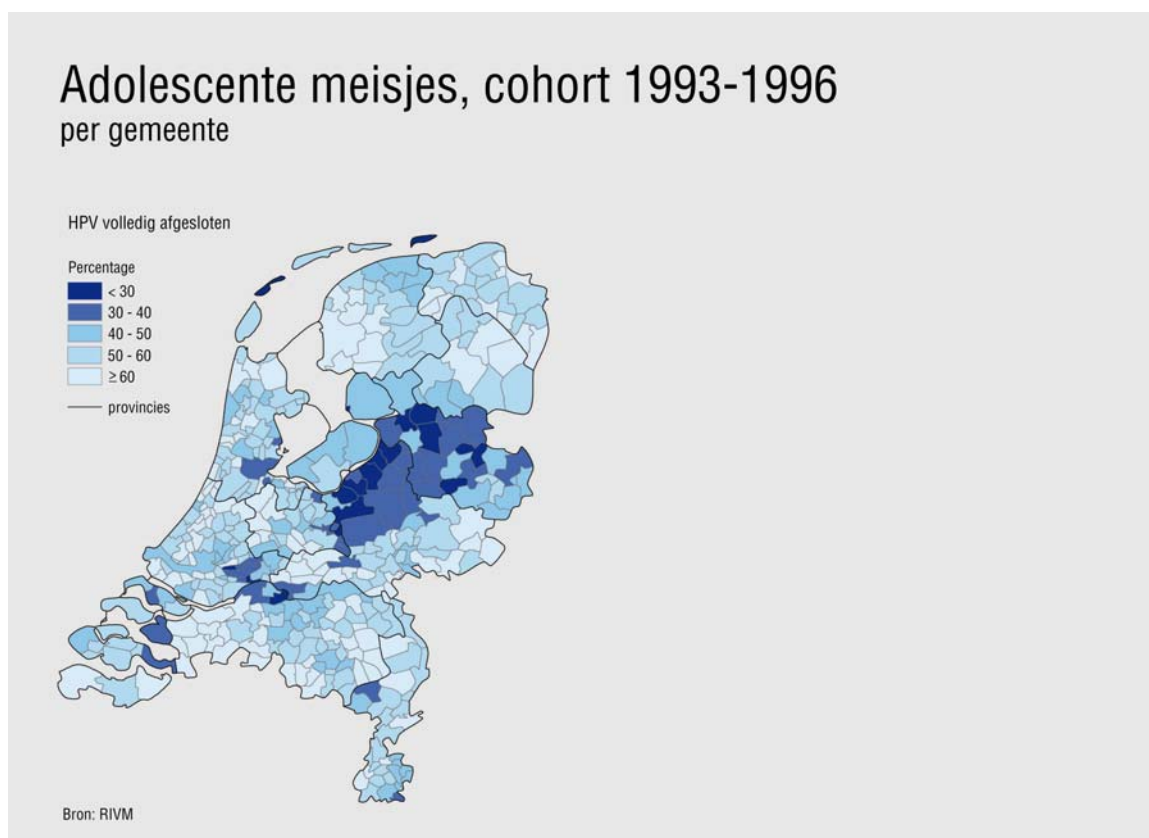 Adolescente meisjes, cohort 1993-1996
per gemeente
HPV volledig afgesloten
Percentage
< 30
30 - 40
40 - 50
50 - 60
≥ 60
provincies
Bron: RIVM